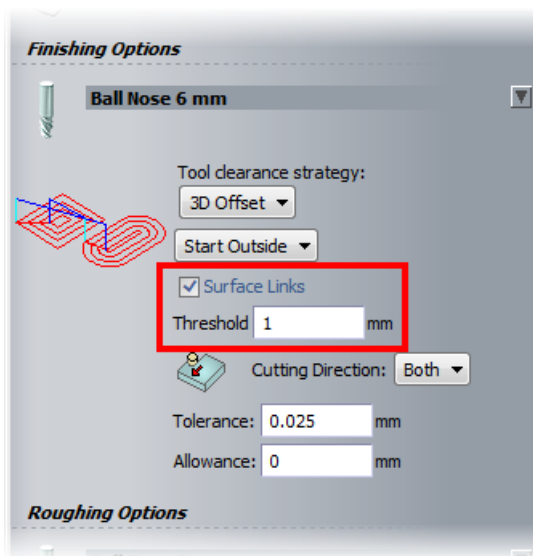 Finishing Options
Ball Nose 6 mm
Tool clearance strategy:
3D Offset
Start Outside
Surface Links
Threshold 1 mm
Cutting Direction: Both
Tolerance: 0.025 mm
Allowance: 0 mm
Roughing Options